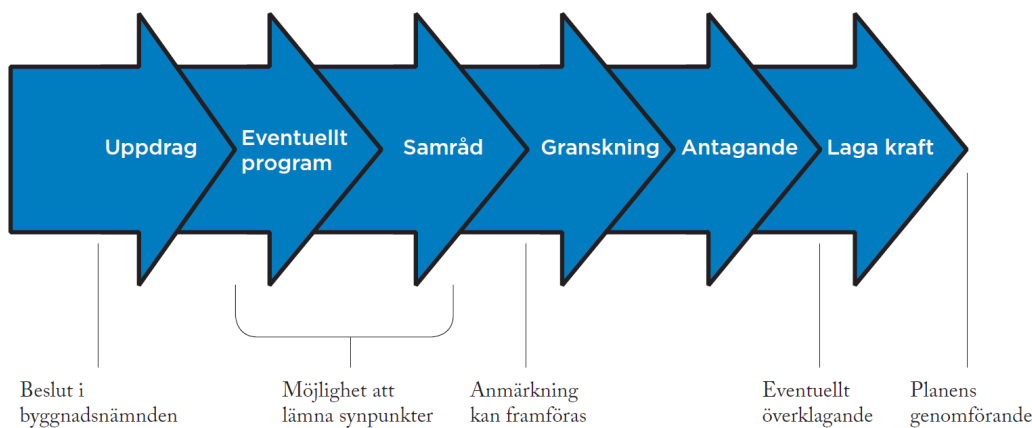 Uppdrag
Eventuellt
program
Samråd
Granskning
Antagande
Laga kraft
Beslut i
byggnadsnämnden
Möjlighet att
lämna synpunkter
Anmärkning
kan framföras
Eventuellt
överklagande
Planens
genomförande